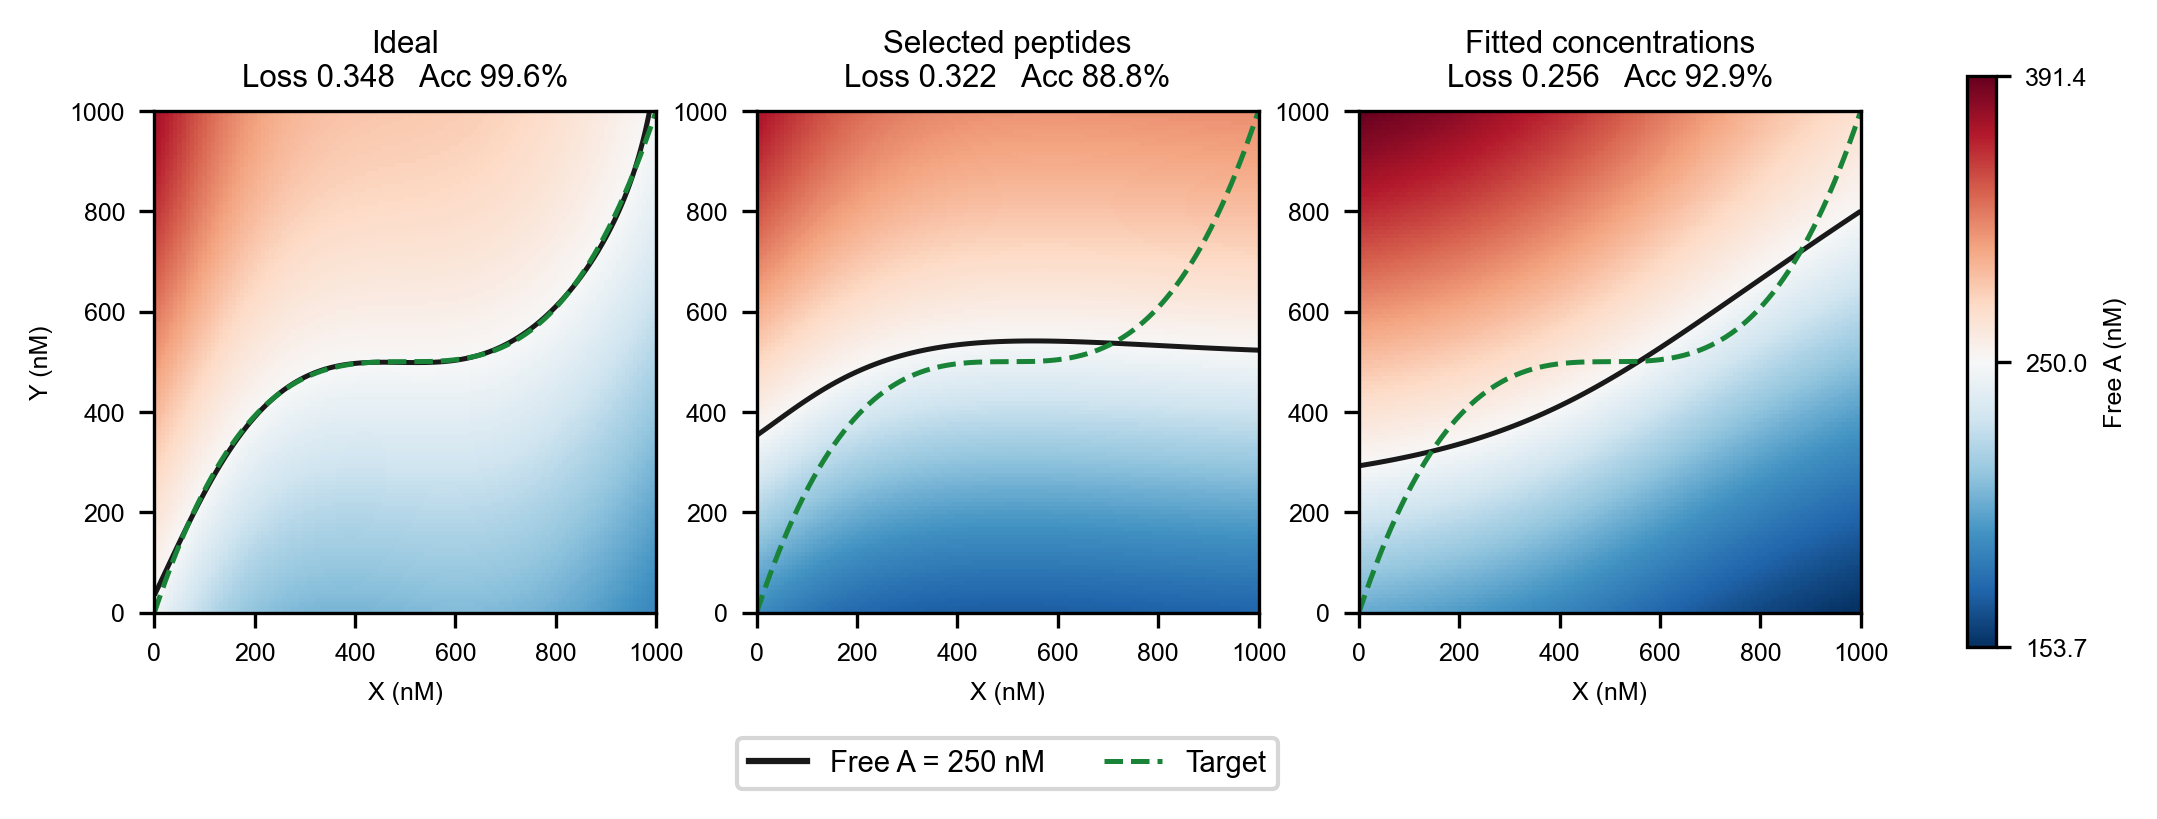 Ideal
Loss 0.348 Acc 99.6%
Selected peptides
Loss 0.322 Acc 88.8%
Fitted concentrations
Loss 0.256 Acc 92.9%
Y (nM)
1000
800
600
400
200
0
0 200 400 600 800 1000
X (nM)
1000
800
600
400
200
0
0 200 400 600 800 1000
X (nM)
1000
800
600
400
200
0
0 200 400 600 800 1000
X (nM)
391.4
250.0
153.7
Free A (nM)
Free A = 250 nM
Target